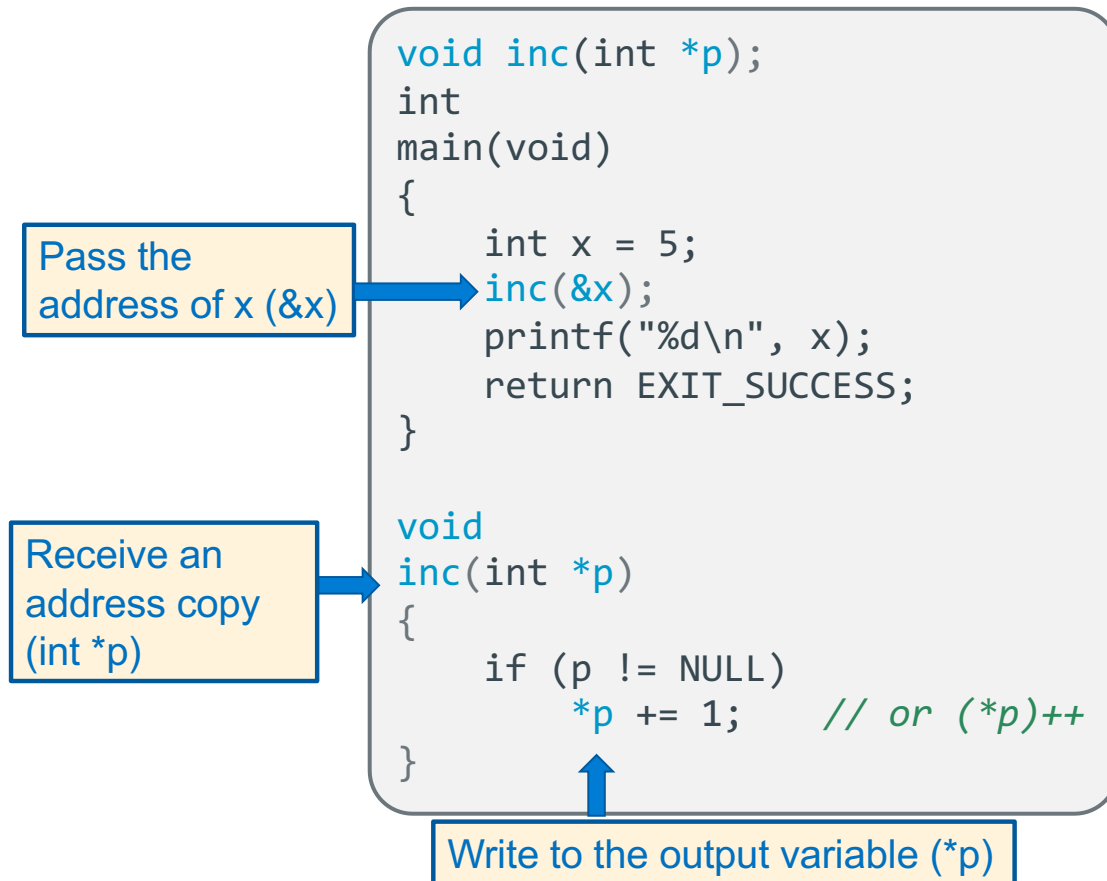 void inc(int *p);
int
main(void)
{
    int x = 5;
Pass the
address of x (&x)
    inc(&x);
    printf("%d\n", x);
    return EXIT_SUCCESS;
}
void
Receive an
address copy
(int *p)
inc(int *p)
{
    if (p != NULL)
        *p += 1;    // or (*p)++
}
Write to the output variable (*p)